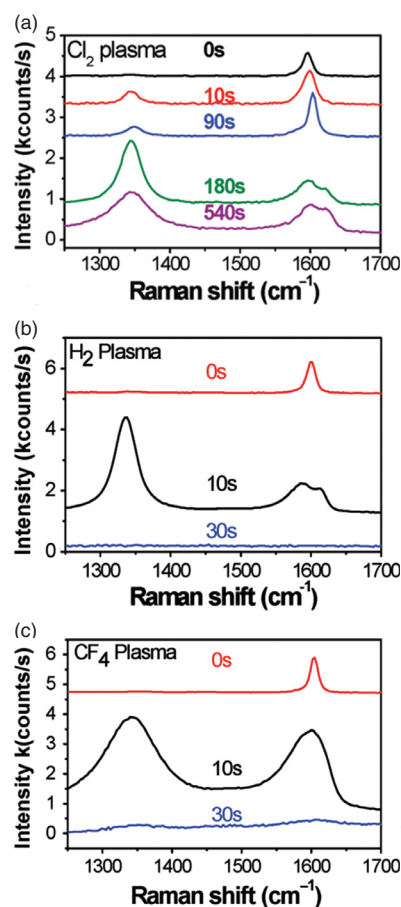 (a)
Cl2 plasma
0s
10s
90s
180s
540s
5
4
3
2
1
0
Intensity (kcounts/s)
1300 1400 1500 1600 1700
Raman shift (cm⁻¹)
(b)
H2 Plasma
0s
10s
30s
6
4
2
0
Intensity (kcounts/s)
1300 1400 1500 1600 1700
Raman shift (cm⁻¹)
(c)
CF4 Plasma
0s
10s
30s
6
5
4
3
2
1
0
Intensity k(counts/s)
1300 1400 1500 1600 1700
Raman shift (cm⁻¹)